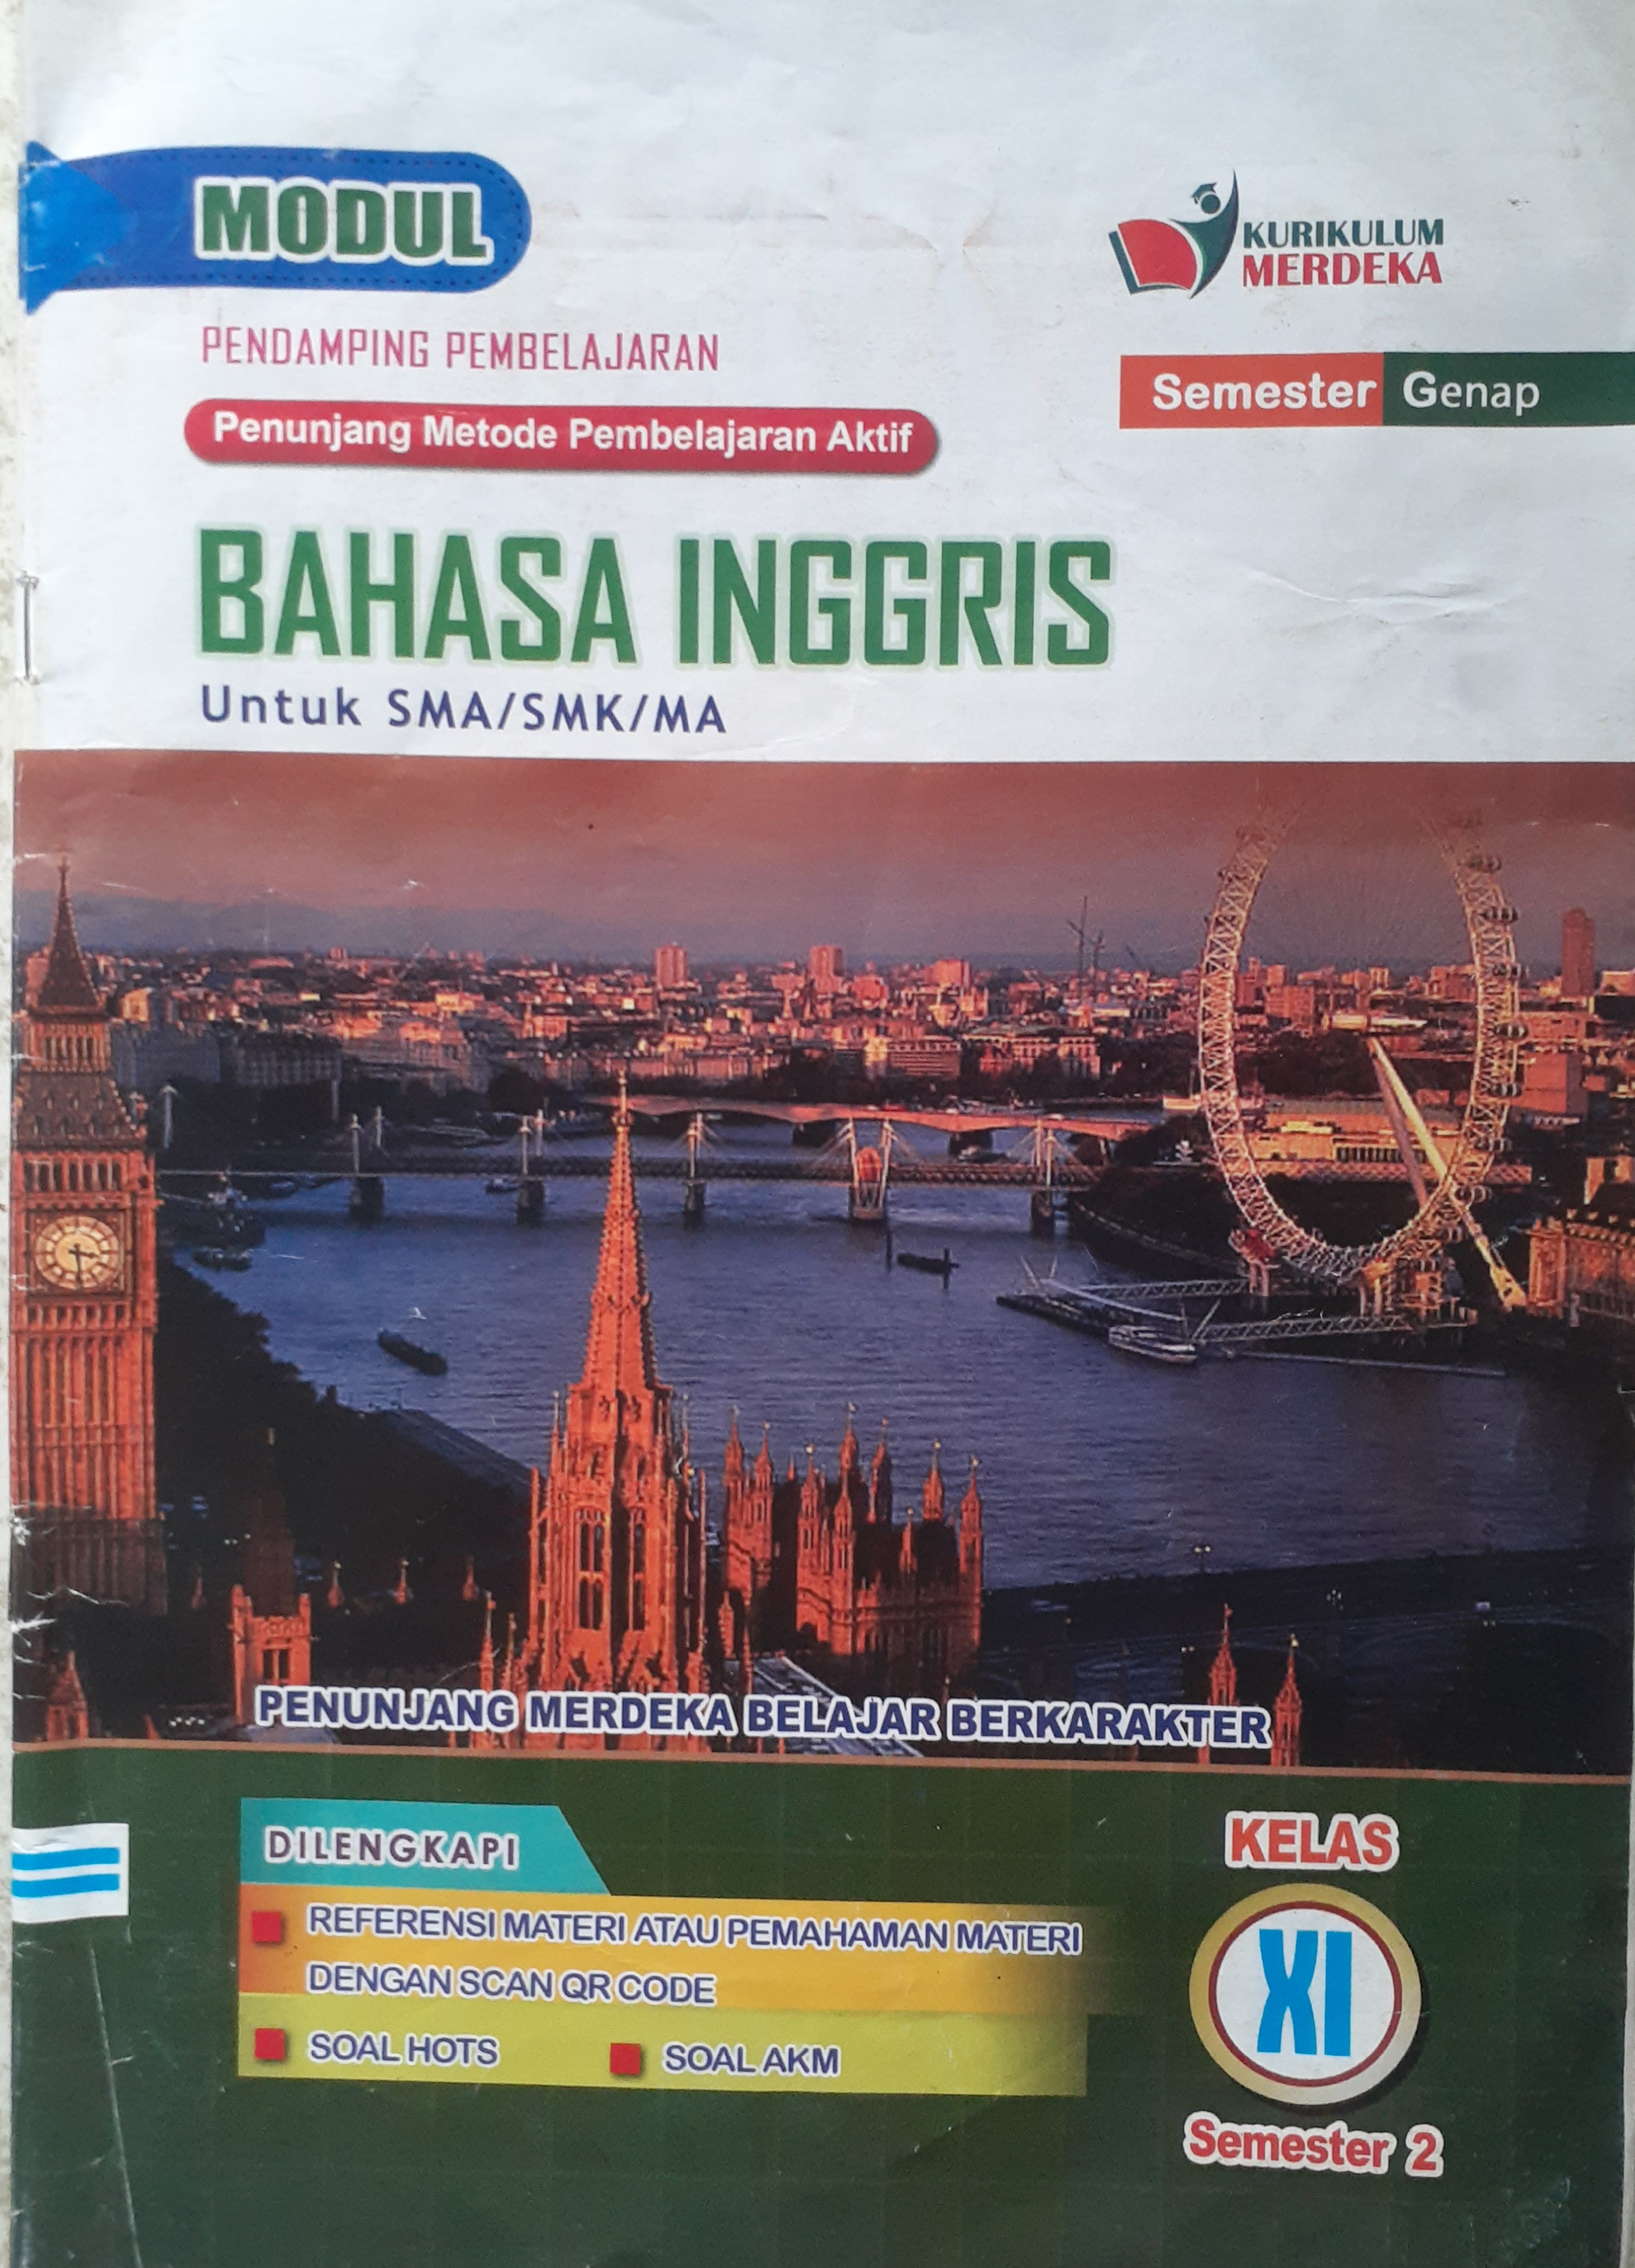 MODUL
KURIKULUM
MERDEKA
PENDAMPING PEMBELAJARAN
Semester Genap
Penunjang Metode Pembelajaran Aktif
BAHASA INGGRIS
Untuk SMA/SMK/MA
PENUNJANG MERDEKA BELAJAR BERKARAKTER
DILENGKAPI
REFERENSI MATERI ATAU PEMAHAMAN MATERI
DENGAN SCAN QR CODE
SOAL HOTS
SOAL AKM
KELAS
XI
Semester 2